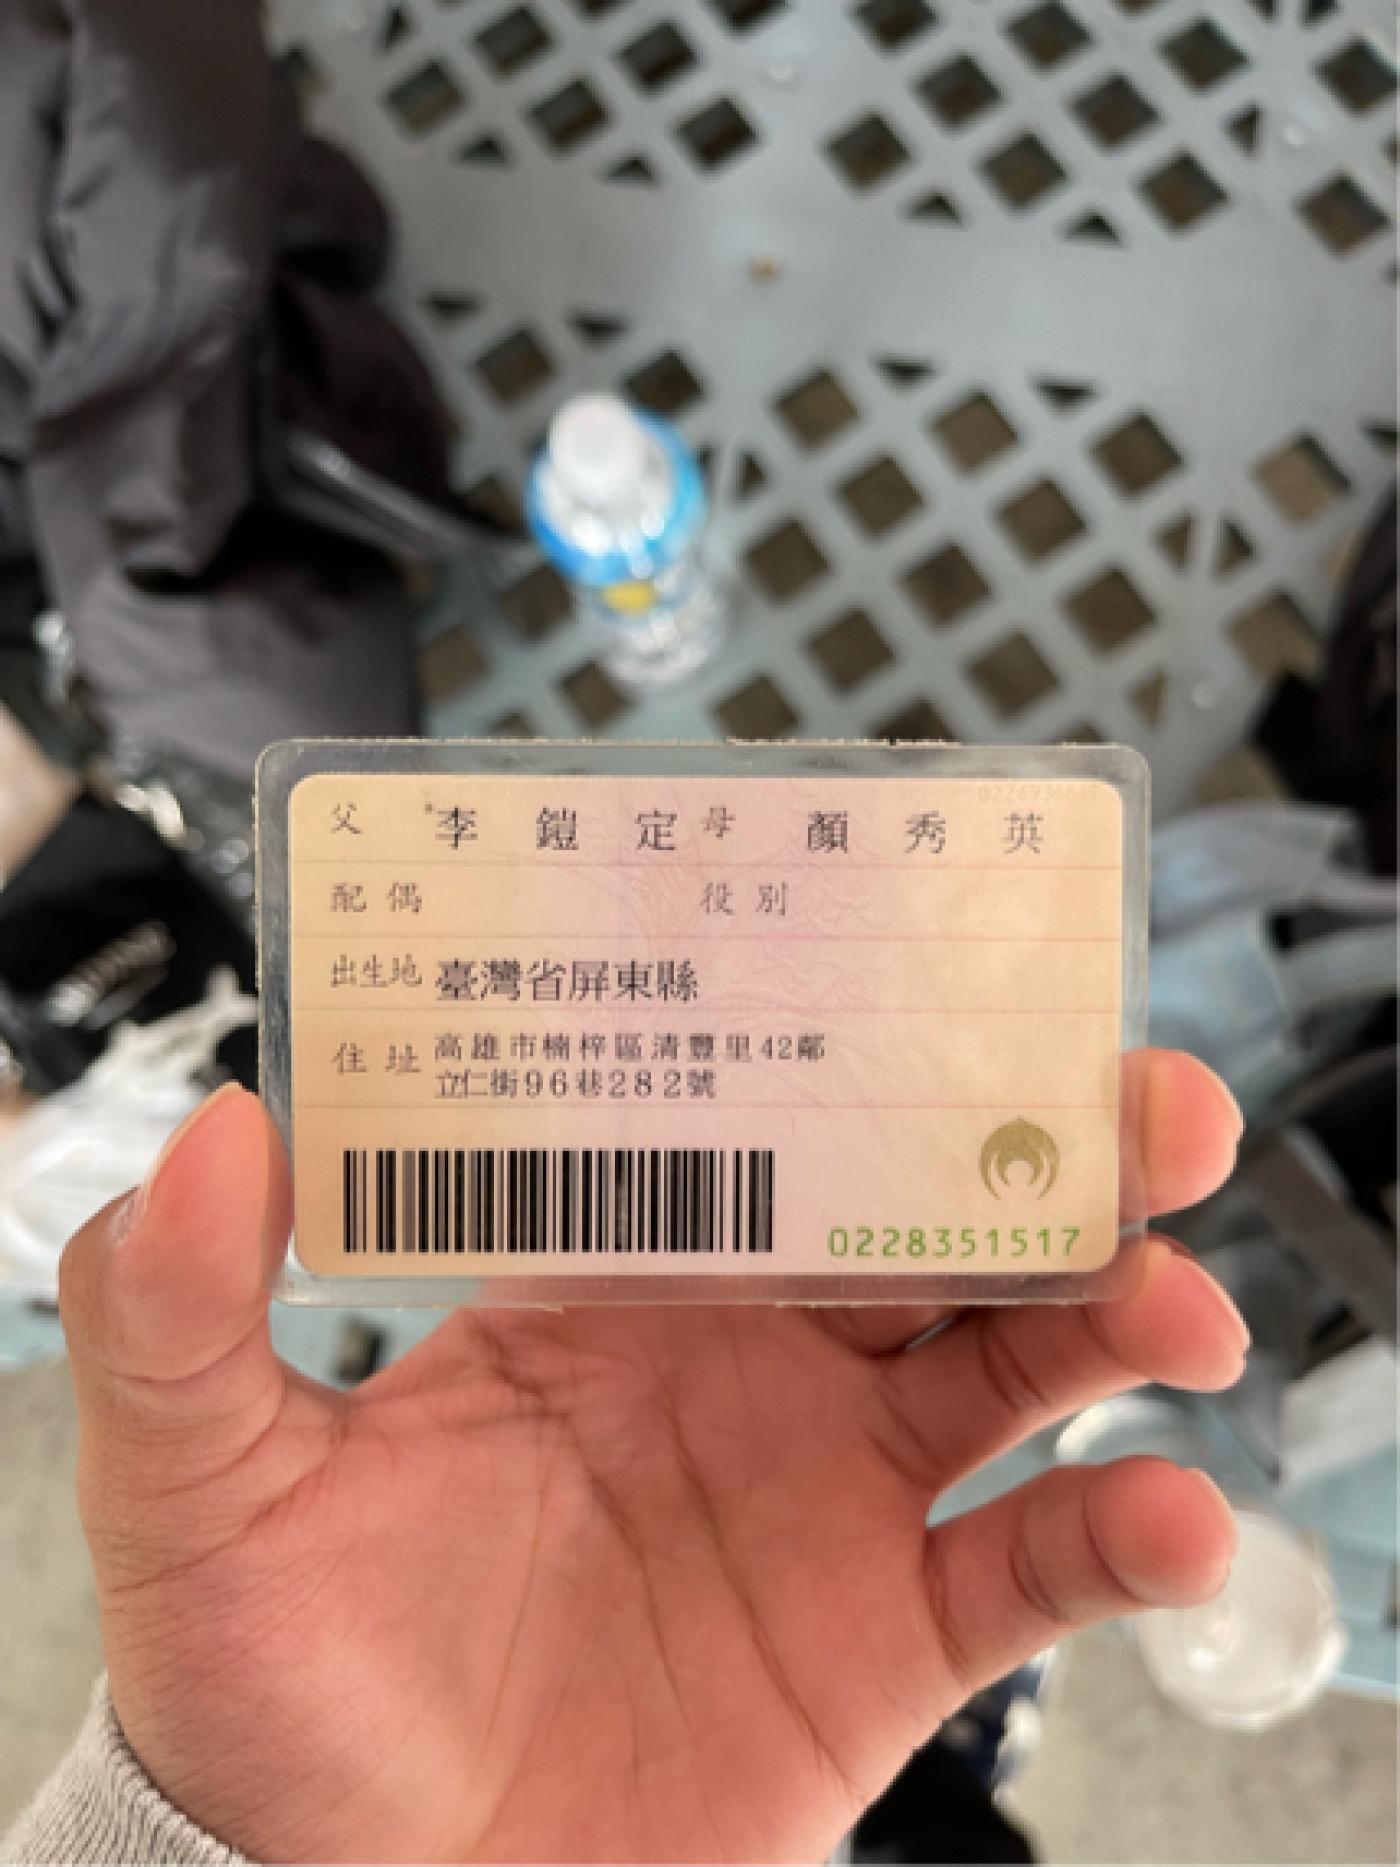 父 李鎧定 母 顏秀英
配偶 役別
出生地 臺灣省屏東縣
住址 高雄市楠梓區清豐里42鄰
立仁街96巷282號
0228351517